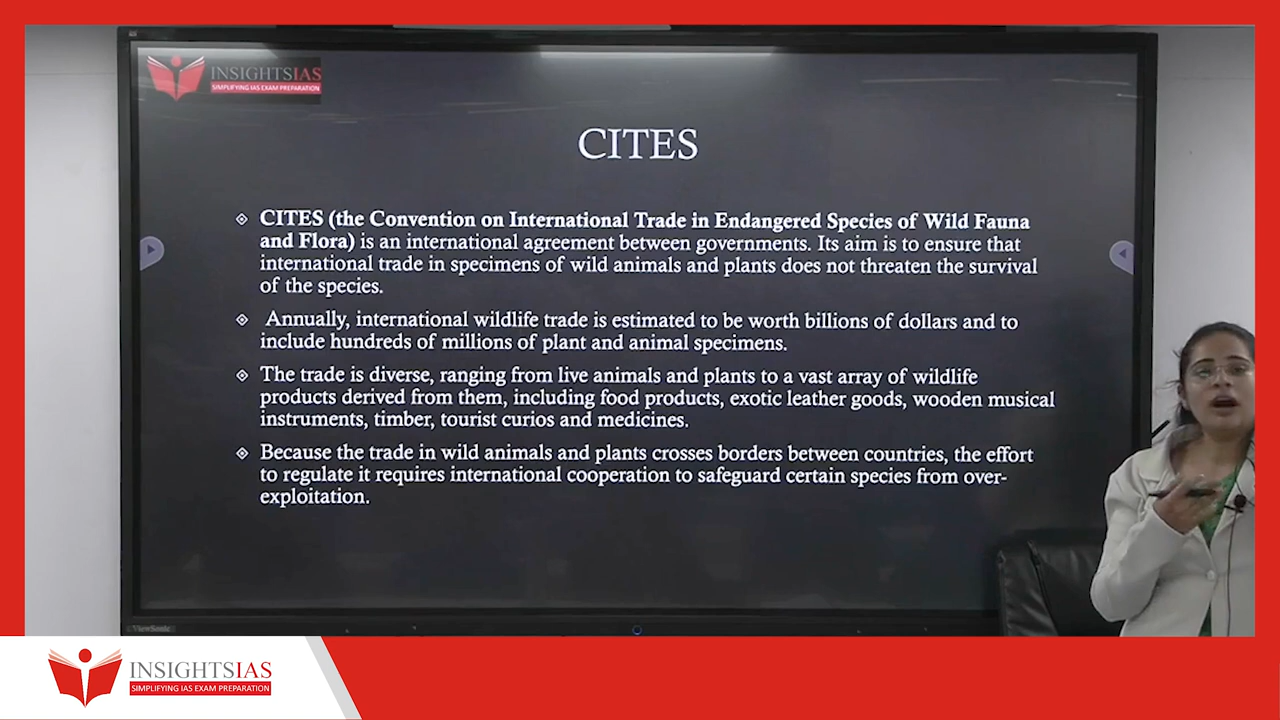 INSIGHTSIAS
SIMPLIFYING IAS EXAM PREPARATION
CITES
CITES (the Convention on International Trade in Endangered Species of Wild Fauna
and Flora) is an international agreement between governments. Its aim is to ensure that
international trade in specimens of wild animals and plants does not threaten the survival
of the species.
Annually, international wildlife trade is estimated to be worth billions of dollars and to
include hundreds of millions of plant and animal specimens.
The trade is diverse, ranging from live animals and plants to a vast array of wildlife
products derived from them, including food products, exotic leather goods, wooden musical
instruments, timber, tourist curios and medicines.
Because the trade in wild animals and plants crosses borders between countries, the effort
to regulate it requires international cooperation to safeguard certain species from over-
exploitation.
ViewSonic
INSIGHTSIAS
SIMPLIFYING IAS EXAM PREPARATION